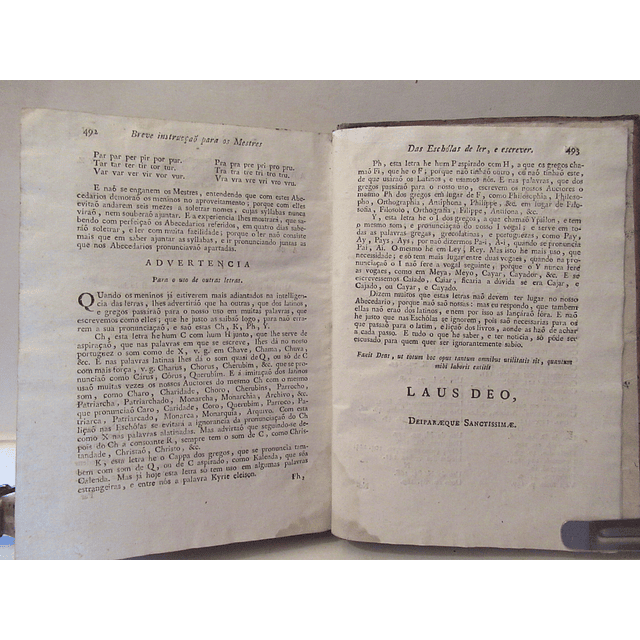 492
Breve instrucçaõ para os Mestres
Par par per pir por pur.
Tar tar ter tir tor tur.
Var var ver vir vor vur.
Pra pra pre pri pro pru.
Tra tra tre tri tro tru.
Vra vra vre vri vro vru.
E naõ se enganem os Mestres, entendendo que com estes Abe-
cedarios demoraõ os meninos no aproveitamento; porque com elles
evitraõ andarem seis mezes a soletrar nomes, cujas syllabas nunca
viraõ, nem souberaõ ajuntar. E a experiencia lhes mostrará, que sa-
bendo perfeitamente os Abecedarios referidos, em quatro dias sabe-
raõ soletrar, e ler com muita facilidade; porque o ler naõ consiste
mais que em saber ajuntar as syllabas, e ir pronunciando juntas as
que nos Abecedarios pronunciavaõ apartadas.
ADVERTENCIA
Para o uso de outras letras.
QUando os meninos já estiverem mais adiantados na intelligen-
cia das letras, lhes advertiráõ que ha outras, que dos latinos,
e gregos passáraõ para o nosso uso em muitas palavras, que
escrevemos como elles; que he justo as saibaõ logo, para naõ erra-
rem a sua pronunciaçaõ, e saõ estas Ch, K, Ph, Y.
Ch, esta letra he hum C com hum H junto, que lhe serve de
aspiraçaõ, que nas palavras em que se escreve, lhes dá no nosso
portuguez o som como de X, v. g. em Chave, Chama, Chuva,
&c. E nas palavras latinas lhes dá o som quasi de Q, ou só de C
com mais força, v. g. Charus, Chorus, Cherubim, &c. que se pro-
nunciaõ como Cárus, Córus, Querubim. E á imitaçaõ dos latinos
usaõ muitas vezes os nossos Auctores do mesmo Ch com o mesmo
som, como Charo, Charidade, Choro, Cherubim, Parrocho,
Patriarcha, Patriarchado, Monarcha, Monarchia, Archivo, &c.
que pronunciaõ Caro, Caridade, Coro, Querubim, Parroco, Pa-
triarca, Patriarcado, Monarca, Monarquia, Arquivo. Com esta
liçaõ nas Eschólas se evitará a ignorancia da pronunciaçaõ do Ch
como X nas palavras alatinadas. Mas advirtaõ que seguindo-se de-
pois do Ch a consoante R, sempre tem o som de C, como Chris-
tandade, Christaõ, Christo, &c.
K, esta letra he o Cappa dos gregos, que se pronuncia tam-
bem com som de Q, ou de C aspirado, como Kalenda, que sôa
Calenda. Mas já hoje esta letra só tem uso em algumas palavras
estrangeiras, e entre nós a palavra Kyrie eleison.
Ph,
Das Eschólas de ler, e escrever. 493
Ph, esta letra he hum P aspirado com H, a que os gregos cha-
maõ Fi, que he o F; porque naõ tinhaõ outro, como naõ tinhaõ este,
de que usaraõ os Latinos, e usamos nós. E nas palavras, que dos
gregos passáraõ para o nosso uso, escrevem os nossos Auctores o
mesmo Ph dos gregos em lugar de F, como Philadelphia, Philoso-
pho, Orthographia, Antiphona, Philippe, &c. em lugar de Filo-
sofia, Filosofo, Orthografia, Filippe, Antifona, &c.
Y, esta letra he o I dos gregos, a que chamaõ Ypsilon, e tem
o mesmo som, e pronunciaçaõ do nosso I vogal; e serve em to-
das as palavras gregas, grecolatinas, e portuguezas, como Pay,
Ay, Pays, Ays, por naõ dizermos Pa-i, A-i, quando se pronuncia
Pai, Ai. O mesmo he em Ley, Rey. Mas isto he mais uso, que
necessidade; e só tem mais lugar entre duas vogaes, quando na pro-
nunciaçaõ o I naõ fere a vogal seguinte; porque o Y nunca fere
as vogaes, como em Meya, Meyo, Cayar, Cayador, &c. E se
escrevessemos Caiádo, Caiar, ficaria a dúvida se era Cajar, e
Cajado, ou Cayar, e Cayado.
Dizem muitos que estas letras naõ devem ter lugar no nosso
Abecedario, porque naõ saõ nossas: mas eu respondo, que tambem
ellas naõ eraõ dos latinos, e nem por isso as lançáraõ fóra. E naõ
he justo que nas Eschólas se ignorem, pois saõ necessarias para os
que passaõ para o latim, e liçaõ dos livros, aonde as haõ de achar
a cada passo. E tudo o que he saber, e ter noticia, só póde ser
escusado para quem quer ser ignorantemente sabio.
Faxit Deus, ut totum hoc opus tantum omnibus utilitatis sit, quantum
mihi laboris extitit
LAUS DEO,
DEIPARÆQUE SANCTISSIMÆ.